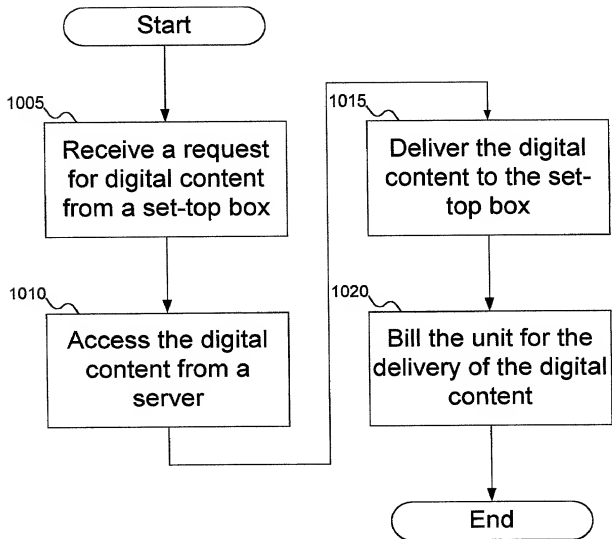 Start
1005
Receive a request
for digital content
from a set-top box
1010
Access the digital
content from a
server
1015
Deliver the digital
content to the set-
top box
1020
Bill the unit for the
delivery of the digital
content
End